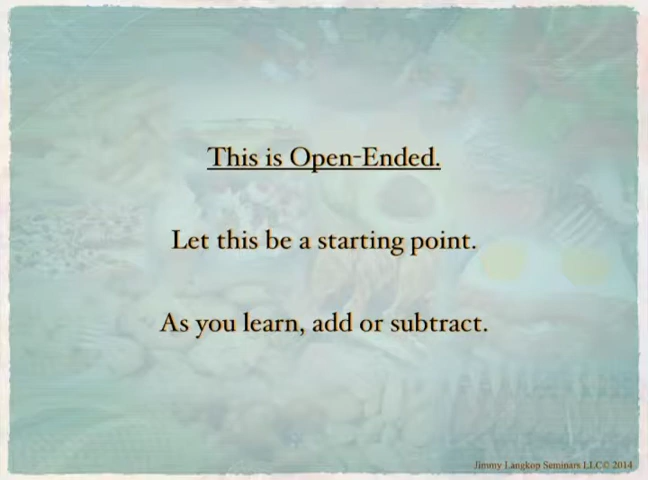 This is Open-Ended.
Let this be a starting point.
As you learn, add or subtract.
Jimmy Langkop Seminars LLC© 2014